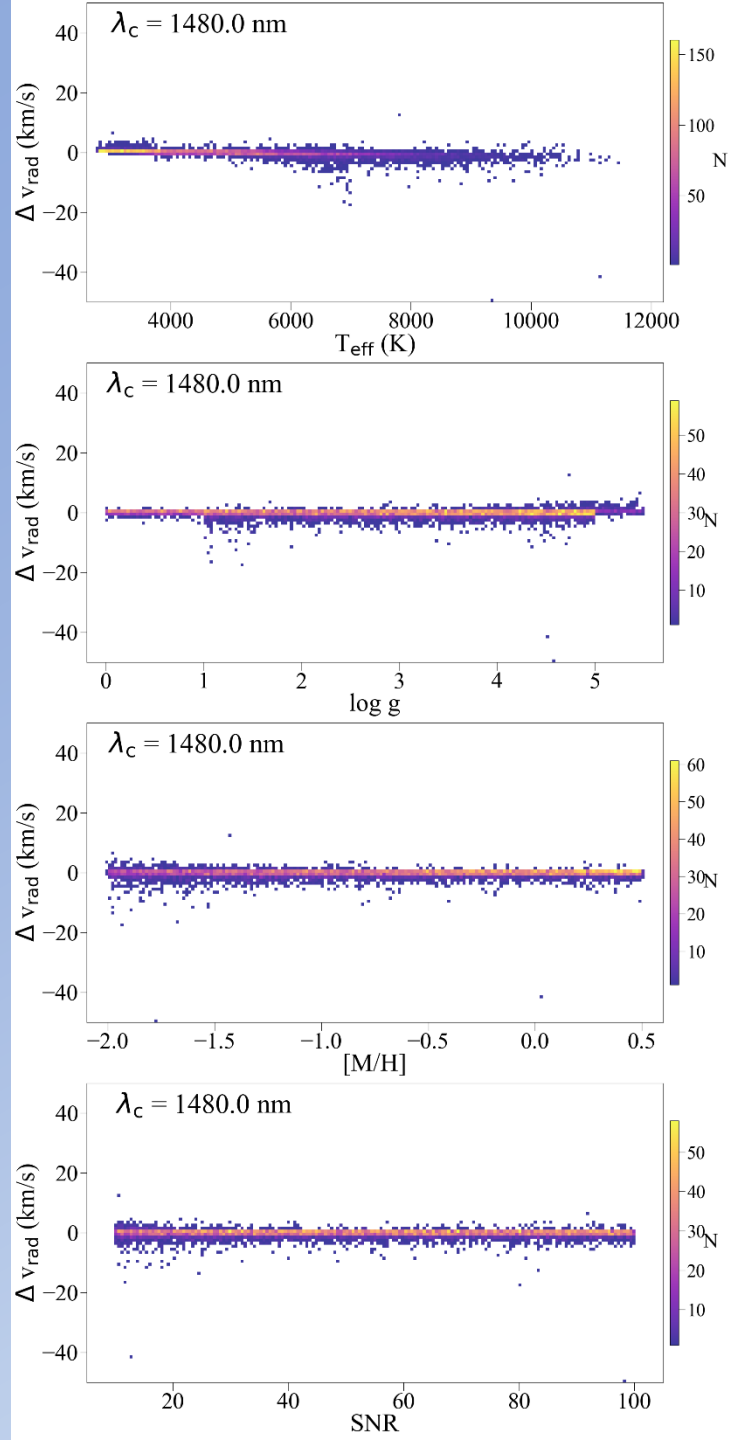 λc = 1480.0 nm
40
20
0
−20
−40
Δ vrad (km/s)
4000 6000 8000 10000 12000
Teff (K)
150
100
50
N
λc = 1480.0 nm
40
20
0
−20
−40
Δ vrad (km/s)
0 1 2 3 4 5
log g
50
40
30
20
10
N
λc = 1480.0 nm
40
20
0
−20
−40
Δ vrad (km/s)
−2.0 −1.5 −1.0 −0.5 0.0 0.5
[M/H]
60
50
40
30
20
10
N
λc = 1480.0 nm
40
20
0
−20
−40
Δ vrad (km/s)
20 40 60 80 100
SNR
50
40
30
20
10
N